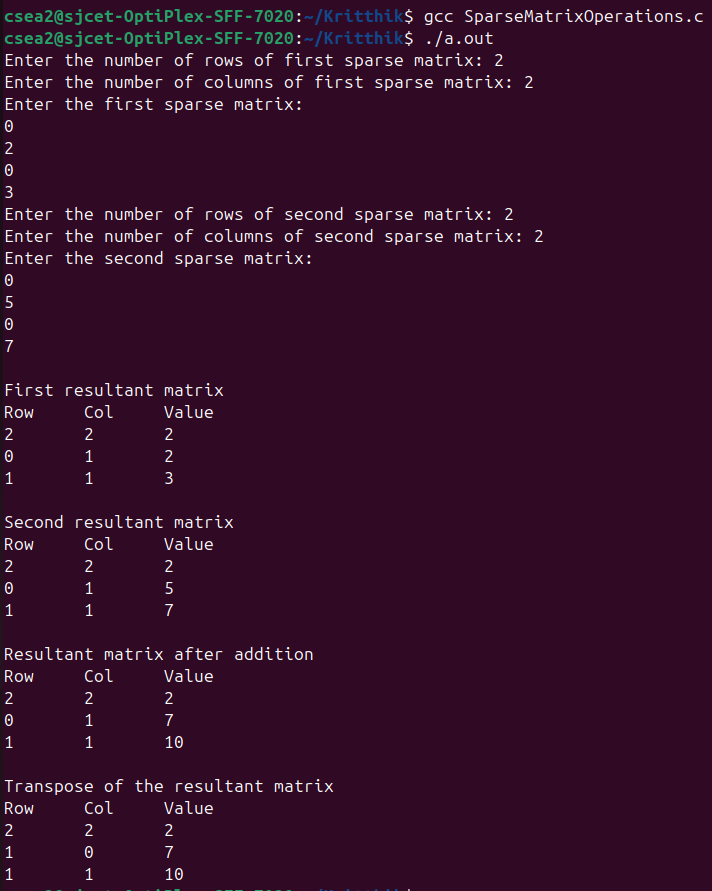 csea2@sjcet-OptiPlex-SFF-7020:~/Kritthik$ gcc SparseMatrixOperations.c
csea2@sjcet-OptiPlex-SFF-7020:~/Kritthik$ ./a.out
Enter the number of rows of first sparse matrix: 2
Enter the number of columns of first sparse matrix: 2
Enter the first sparse matrix:
0
2
0
3
Enter the number of rows of second sparse matrix: 2
Enter the number of columns of second sparse matrix: 2
Enter the second sparse matrix:
0
5
0
7
First resultant matrix
Row Col Value
2 2 2
0 1 2
1 1 3
Second resultant matrix
Row Col Value
2 2 2
0 1 5
1 1 7
Resultant matrix after addition
Row Col Value
2 2 2
0 1 7
1 1 10
Transpose of the resultant matrix
Row Col Value
2 2 2
1 0 7
1 1 10